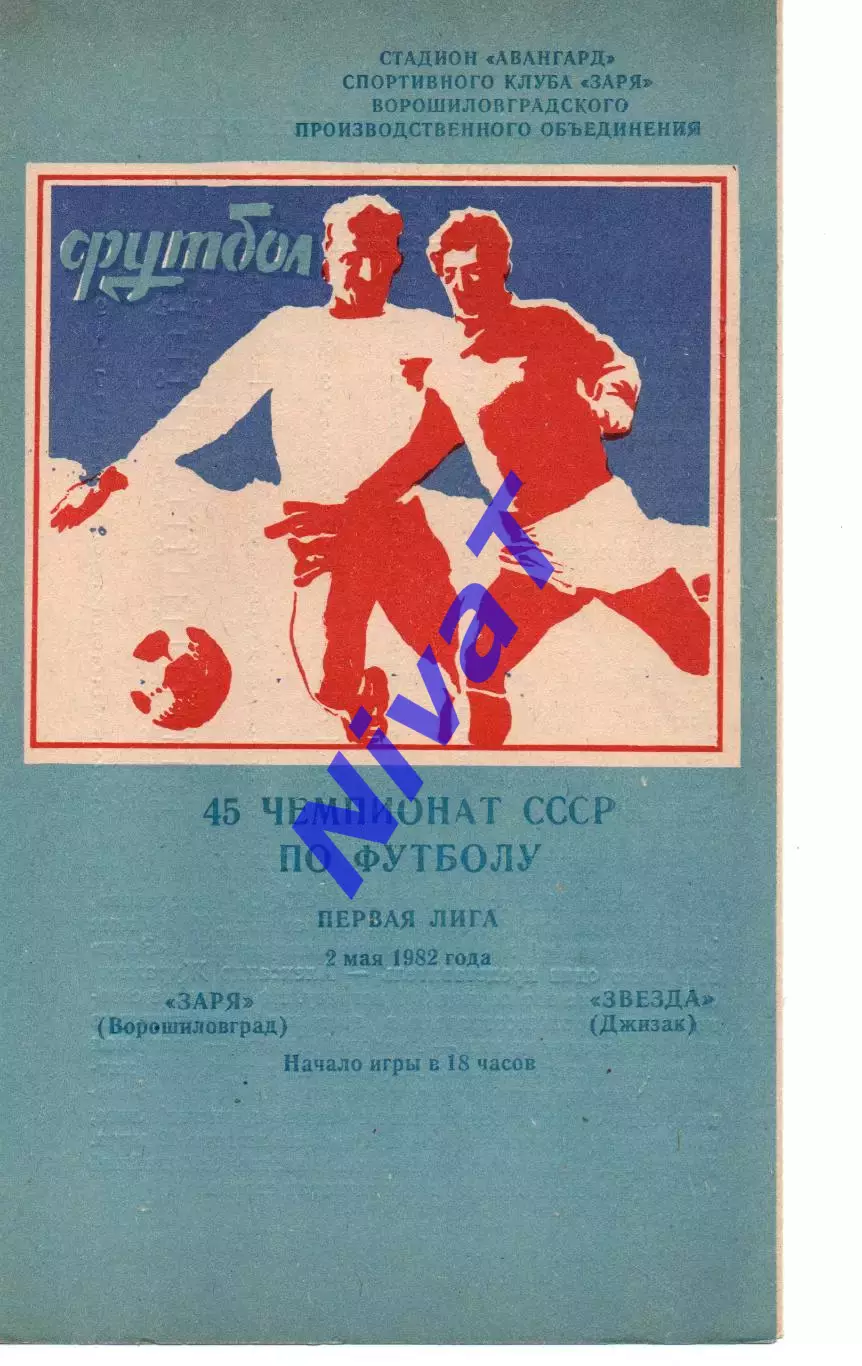 СТАДИОН «АВАНГАРД»
СПОРТИВНОГО КЛУБА «ЗАРЯ»
ВОРОШИЛОВГРАДСКОГО
ПРОИЗВОДСТВЕННОГО ОБЪЕДИНЕНИЯ
футбол
NivaT
45 ЧЕМПИОНАТ СССР
ПО ФУТБОЛУ
ПЕРВАЯ ЛИГА
2 мая 1982 года
«ЗАРЯ» «ЗВЕЗДА»
(Ворошиловград) (Джизак)
Начало игры в 18 часов